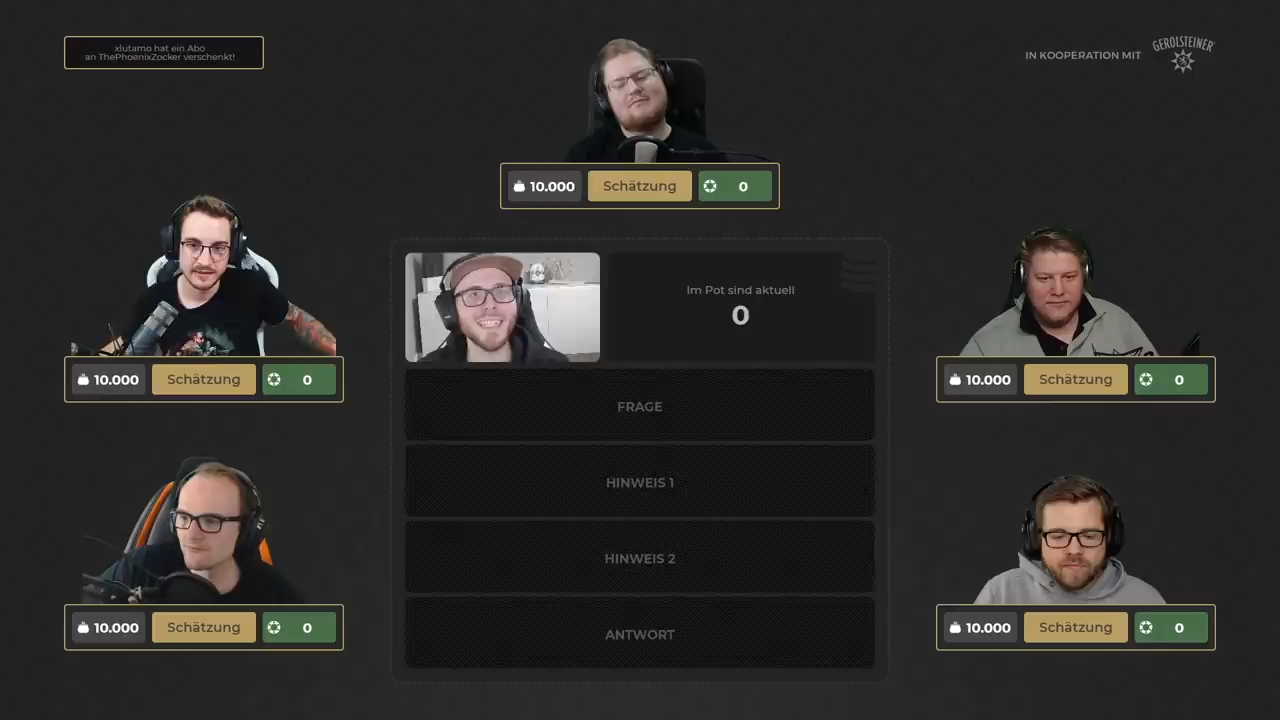 xlutamo hat ein Abo
an ThePhoenixZocker verschenkt!
IN KOOPERATION MIT
GEROLSTEINER
10.000 Schätzung 0
10.000 Schätzung 0
10.000 Schätzung 0
Im Pot sind aktuell
0
FRAGE
HINWEIS 1
HINWEIS 2
ANTWORT
10.000 Schätzung 0
10.000 Schätzung 0